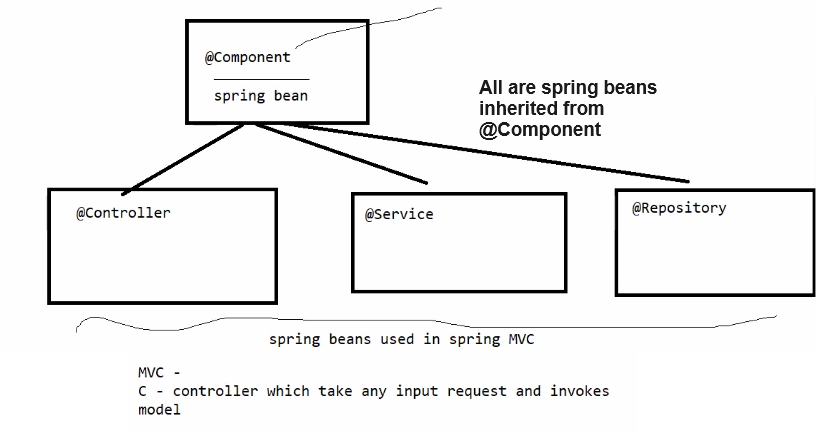 @Component
spring bean
All are spring beans
inherited from
@Component
@Controller
@Service
@Repository
spring beans used in spring MVC
MVC -
C - controller which take any input request and invokes
model